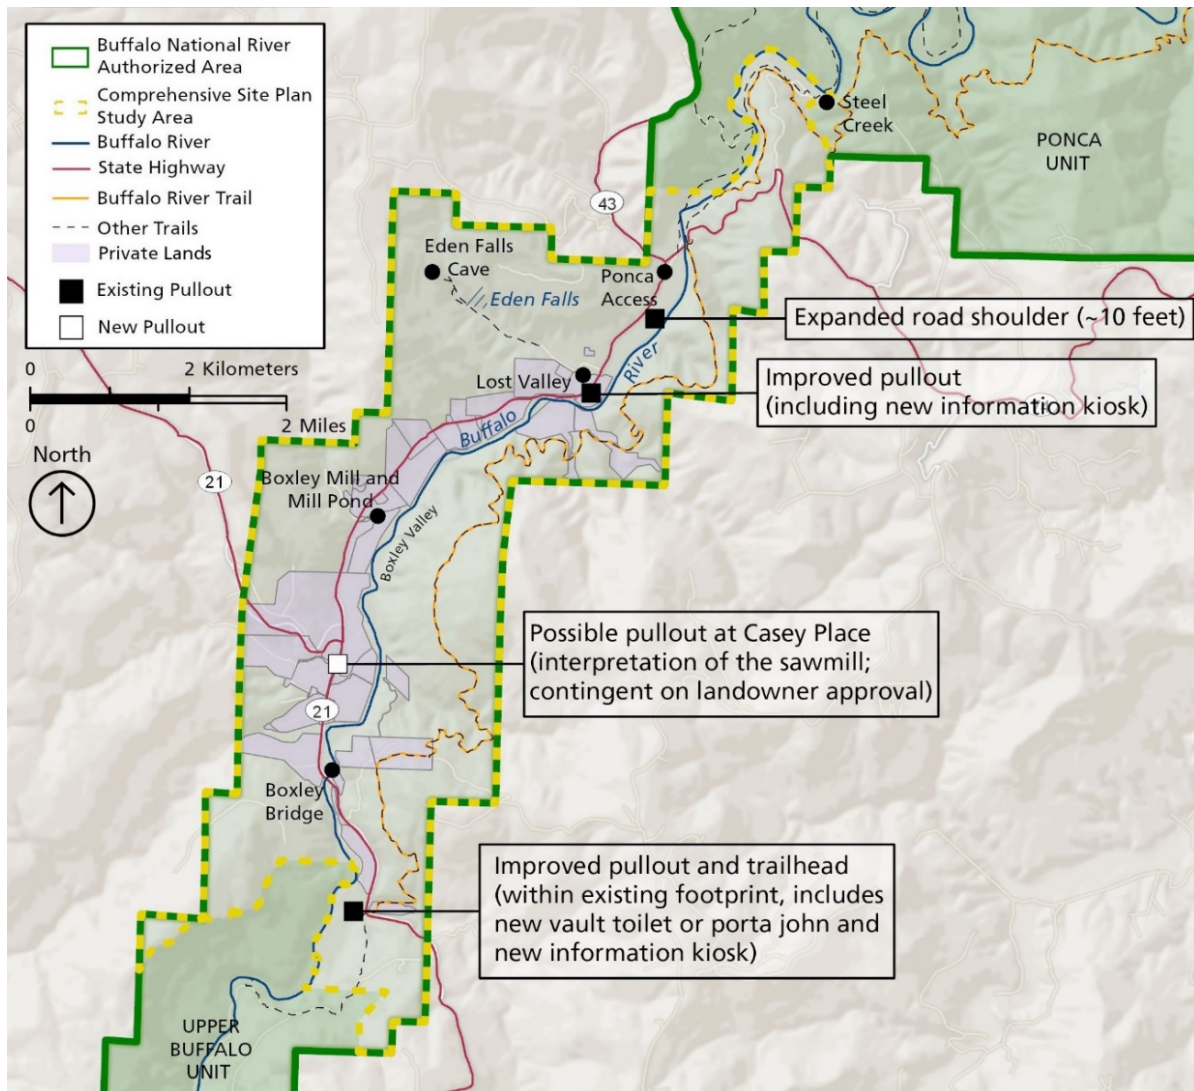 Buffalo National River
Authorized Area
Comprehensive Site Plan
Study Area
Buffalo River
State Highway
Buffalo River Trail
Other Trails
Private Lands
Existing Pullout
New Pullout
0 2 Kilometers
0 2 Miles
North
Steel
Creek
PONCA
UNIT
43
Eden Falls
Cave
Eden Falls
Ponca
Access
Expanded road shoulder (~10 feet)
Lost Valley
Buffalo River
Improved pullout
(including new information kiosk)
21
Boxley Mill and
Mill Pond
Boxley Valley
Possible pullout at Casey Place
(interpretation of the sawmill;
contingent on landowner approval)
21
Boxley
Bridge
Improved pullout and trailhead
(within existing footprint, includes
new vault toilet or porta john and
new information kiosk)
UPPER
BUFFALO
UNIT